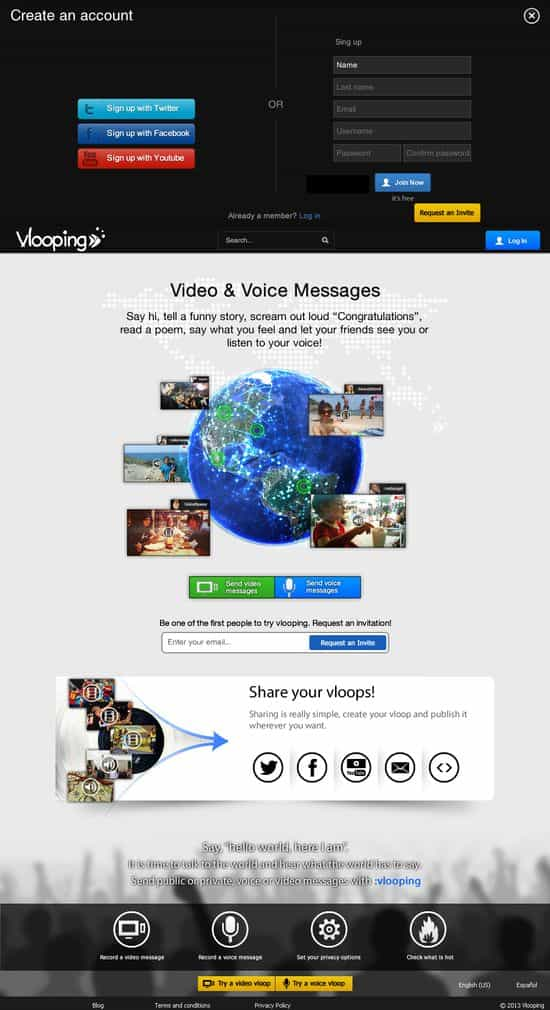 Create an account
Sing up
Name
Last name
Email
Username
Password
Confirm password
Sign up with Twitter
Sign up with Facebook
You
Sign up with Youtube
OR
Join Now
it's free
Request an Invite
Already a member? Log in
Vlooping
Search...
Log In
Video & Voice Messages
Say hi, tell a funny story, scream out loud “Congratulations”,
read a poem, say what you feel and let your friends see you or
listen to your voice!
Send video
messages
Send voice
messages
Be one of the first people to try vlooping. Request an invitation!
Enter your email...
Request an Invite
Share your vloops!
Sharing is really simple, create your vloop and publish it
wherever you want.
Say, "hello world, here I am".
It is time to talk to the world and hear what the world has to say.
Send public or private, voice or video messages with :vlooping
Record a video message
Record a voice message
Set your privacy options
Check what is hot
Try a video vloop
Try a voice vloop
English (US)
Español
Blog
Terms and conditions
Privacy Policy
© 2013 Vlooping